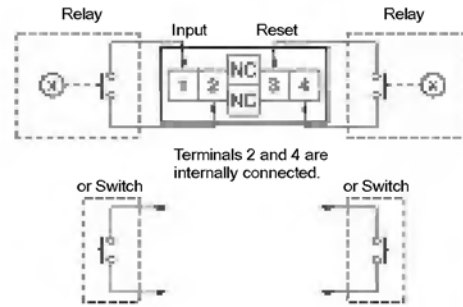 Relay
Relay
Input
Reset
NC
1 2 3 4
NC
Terminals 2 and 4 are
internally connected.
or Switch
or Switch